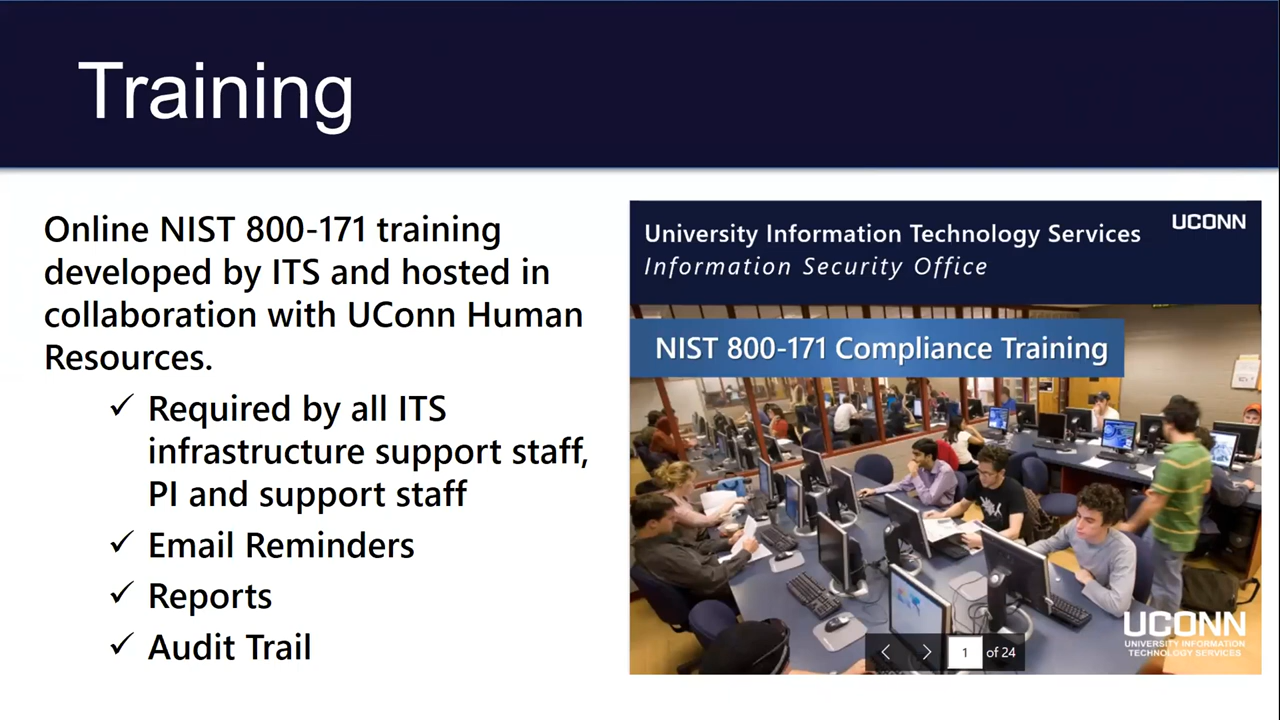 Training
Online NIST 800-171 training
developed by ITS and hosted in
collaboration with UConn Human
Resources.
✓ Required by all ITS
infrastructure support staff,
PI and support staff
✓ Email Reminders
✓ Reports
✓ Audit Trail
UCONN
University Information Technology Services
Information Security Office
NIST 800-171 Compliance Training
UCONN
UNIVERSITY INFORMATION
TECHNOLOGY SERVICES
1 of 24